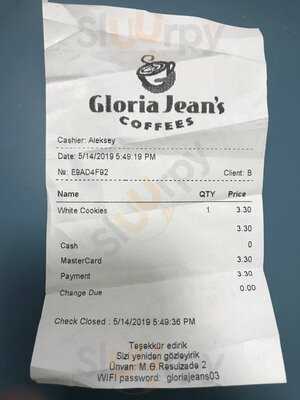 Gloria Jean's
COFFEES
Cashier: Aleksey
Date: 5/14/2019 5:49:19 PM
№: E9AD4F92 Client: B
Name QTY Price
White Cookies 1 3.30
3.30
Cash 0
MasterCard 3.30
Payment 3.30
Change Due 0.00
Check Closed : 5/14/2019 5:49:36 PM
Təşəkkür edirik
Sizi yenidən gözləyirik
Ünvan: M.Ə.Rəsulzadə 2
WIFI password: gloriajeans03
Sluurpy